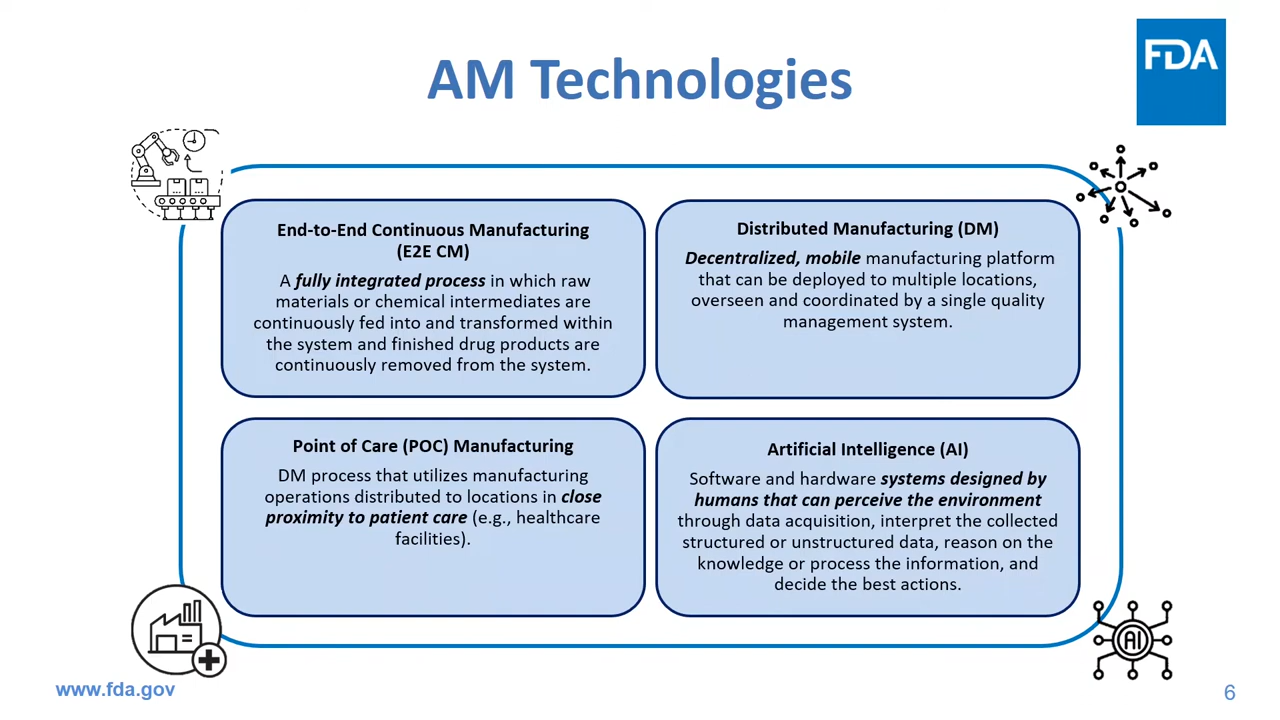 FDA
AM Technologies
End-to-End Continuous Manufacturing
(E2E CM)
A fully integrated process in which raw
materials or chemical intermediates are
continuously fed into and transformed within
the system and finished drug products are
continuously removed from the system.
Distributed Manufacturing (DM)
Decentralized, mobile manufacturing platform
that can be deployed to multiple locations,
overseen and coordinated by a single quality
management system.
Point of Care (POC) Manufacturing
DM process that utilizes manufacturing
operations distributed to locations in close
proximity to patient care (e.g., healthcare
facilities).
Artificial Intelligence (AI)
Software and hardware systems designed by
humans that can perceive the environment
through data acquisition, interpret the collected
structured or unstructured data, reason on the
knowledge or process the information, and
decide the best actions.
AI
www.fda.gov
6